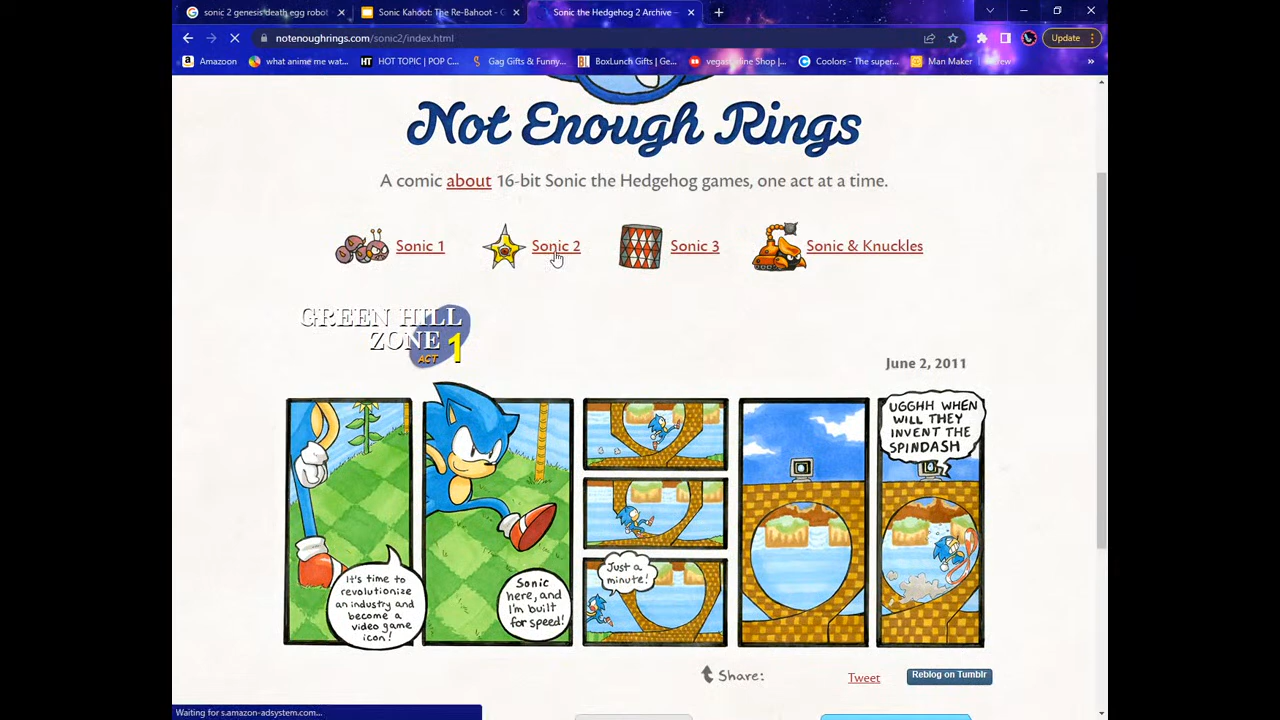 sonic 2 genesis death egg robot
Sonic Kahoot: The Re-Bahoot - G
Sonic the Hedgehog 2 Archive –
notenoughrings.com/sonic2/index.html
Update
Amazoon
what anime me wat...
HOT TOPIC | POP C...
Gag Gifts & Funny...
BoxLunch Gifts | Ge...
Coolors - The super...
Man Maker
Not Enough Rings
A comic about 16-bit Sonic the Hedgehog games, one act at a time.
Sonic 1
Sonic 2
Sonic 3
Sonic & Knuckles
GREEN HILL
ZONE
ACT 1
June 2, 2011
It's time to
revolutionize
an industry and
become a
video game
icon!
Sonic
here, and
I'm built
for speed!
Just a
minute!
UGGHH WHEN
WILL THEY
INVENT THE
SPINDASH
Share:
Tweet
Reblog on Tumblr
Waiting for s.amazon-adsystem.com...